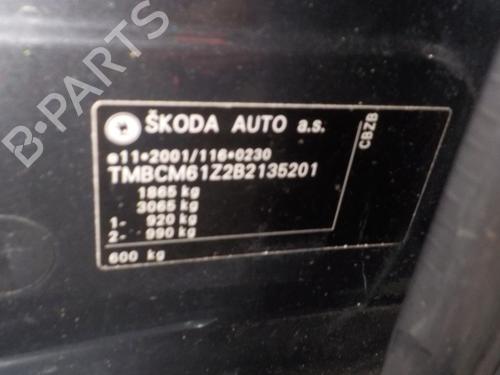 B-PARTS
ŠKODA AUTO a.s.
e11*2001/116*0230
TMBCM61Z2B2135201
1865 kg
3065 kg
1- 920 kg
2- 990 kg
600 kg
CBZB